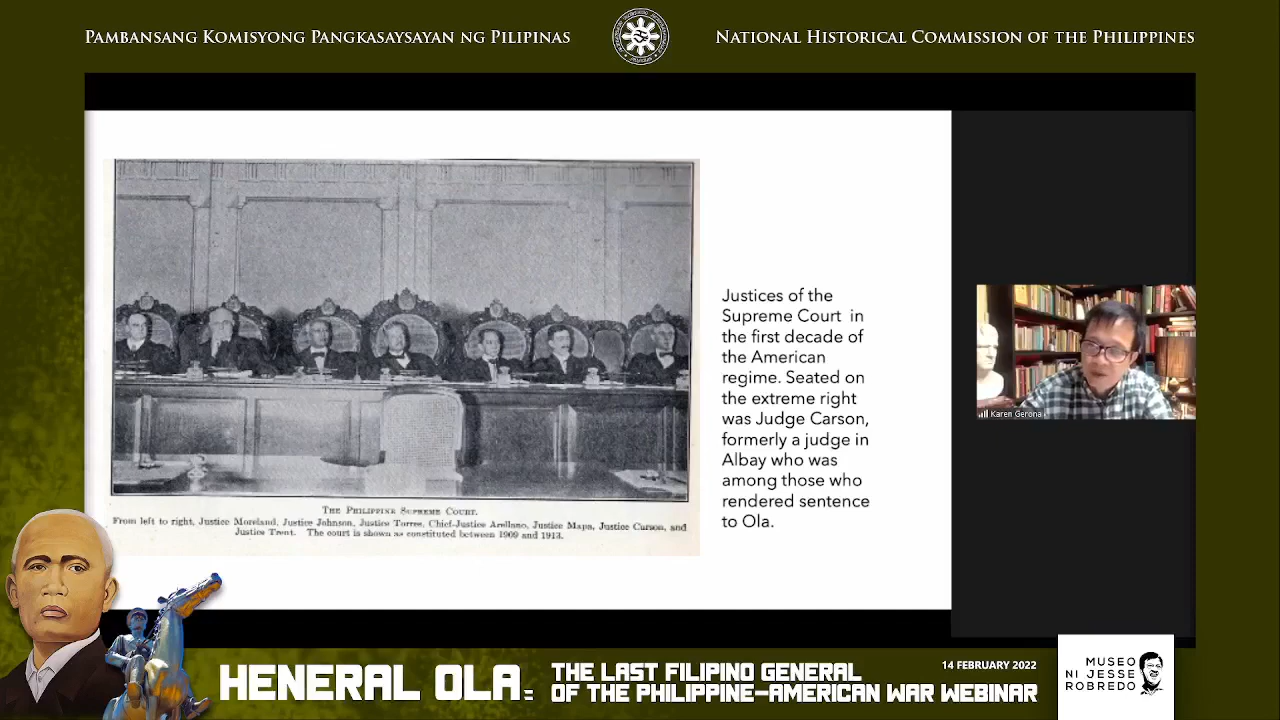 PAMBANSANG KOMISYONG PANGKASAYSAYAN NG PILIPINAS
NATIONAL HISTORICAL COMMISSION OF THE PHILIPPINES
Justices of the
Supreme Court in
the first decade of
the American
regime. Seated on
the extreme right
was Judge Carson,
formerly a judge in
Albay who was
among those who
rendered sentence
to Ola.
THE PHILIPPINE SUPREME COURT.
From left to right, Justice Moreland, Justice Johnson, Justice Torres, Chief-Justice Arellano, Justice Mapa, Justice Carson, and
Justice Trent. The court is shown as constituted between 1909 and 1913.
Karen Gerona
HENERAL OLA:
THE LAST FILIPINO GENERAL
OF THE PHILIPPINE-AMERICAN WAR WEBINAR
14 FEBRUARY 2022
MUSEO
NI JESSE
ROBREDO